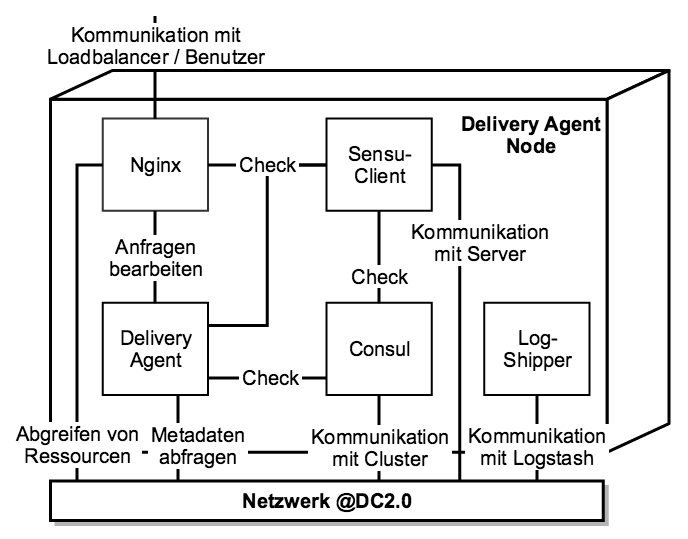 Kommunikation mit
Loadbalancer / Benutzer
Delivery Agent
Node
Nginx
Check
Sensu-
Client
Anfragen
bearbeiten
Kommunikation
mit Server
Check
Delivery
Agent
Check
Consul
Log-
Shipper
Abgreifen von
Ressourcen
Metadaten
abfragen
Kommunikation
mit Cluster
Kommunikation
mit Logstash
Netzwerk @DC2.0